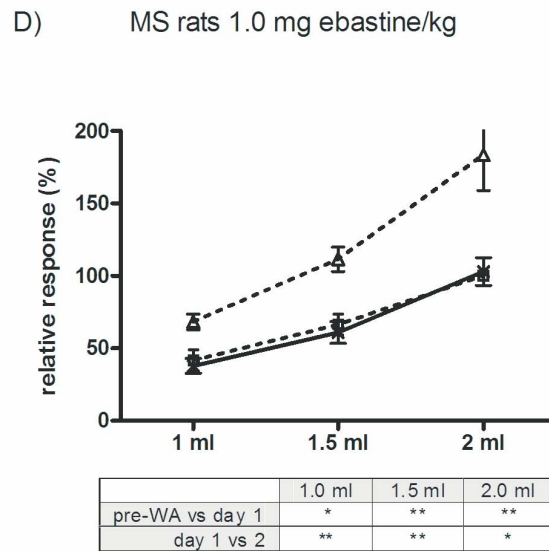 D) MS rats 1.0 mg ebastine/kg
200
150
100
50
0
relative response (%)
1 ml 1.5 ml 2 ml
1.0 ml 1.5 ml 2.0 ml
pre-WA vs day 1 * ** **
day 1 vs 2 ** ** *